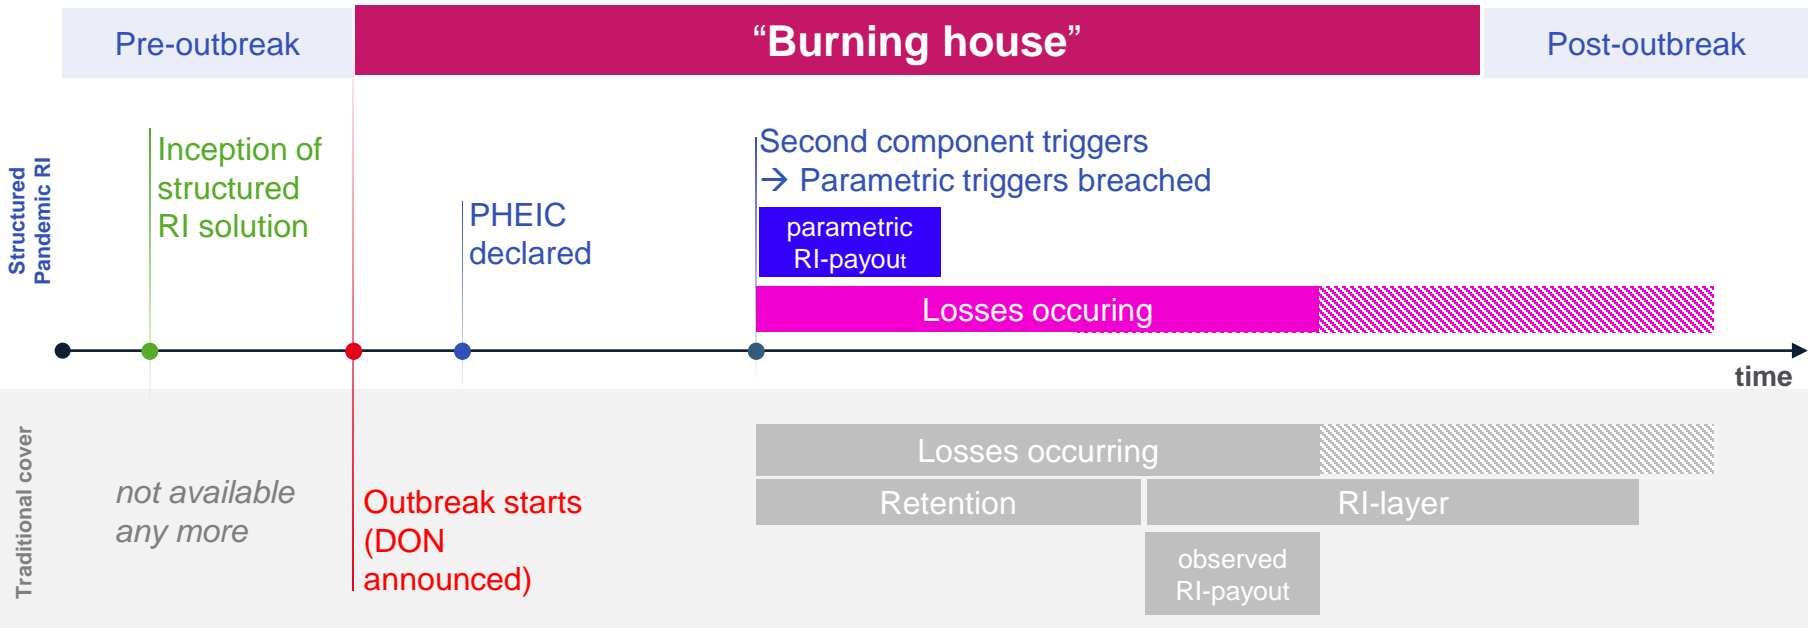 Pre-outbreak
“Burning house”
Post-outbreak
Structured
Pandemic RI
Inception of
structured
RI solution
PHEIC
declared
Second component triggers
→ Parametric triggers breached
parametric
RI-payout
Losses occuring
time
Traditional cover
not available
any more
Outbreak starts
(DON
announced)
Losses occurring
Retention
RI-layer
observed
RI-payout